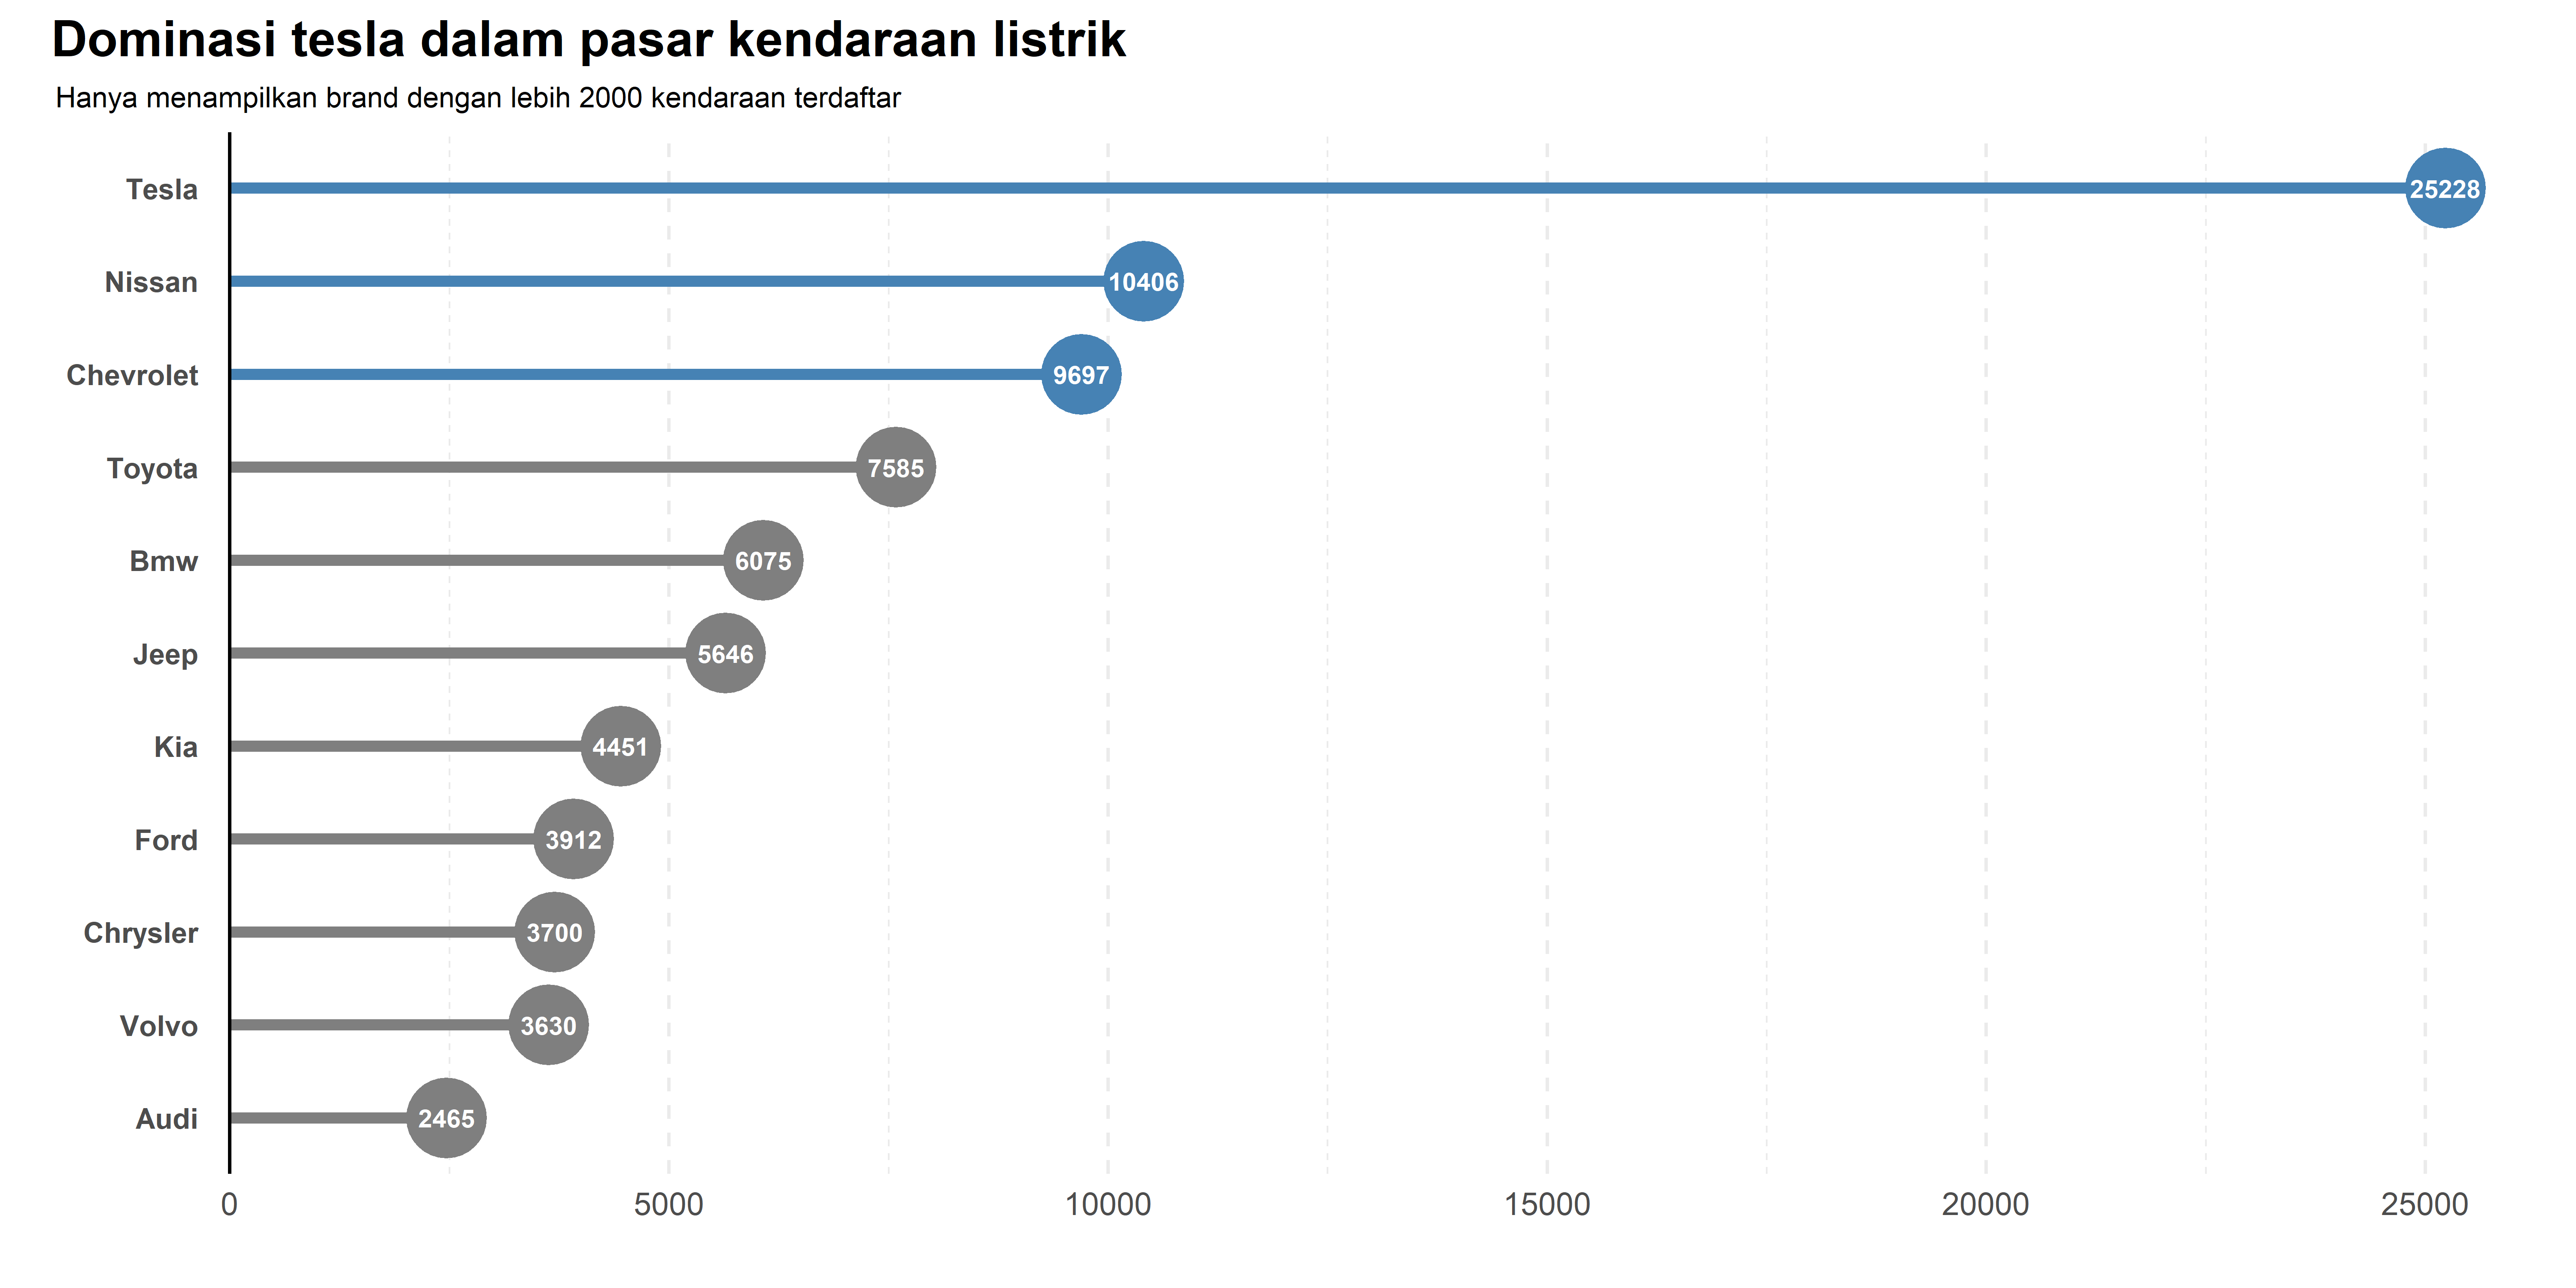 Dominasi tesla dalam pasar kendaraan listrik
Hanya menampilkan brand dengan lebih 2000 kendaraan terdaftar
Tesla 25228
Nissan 10406
Chevrolet 9697
Toyota 7585
Bmw 6075
Jeep 5646
Kia 4451
Ford 3912
Chrysler 3700
Volvo 3630
Audi 2465
0 5000 10000 15000 20000 25000